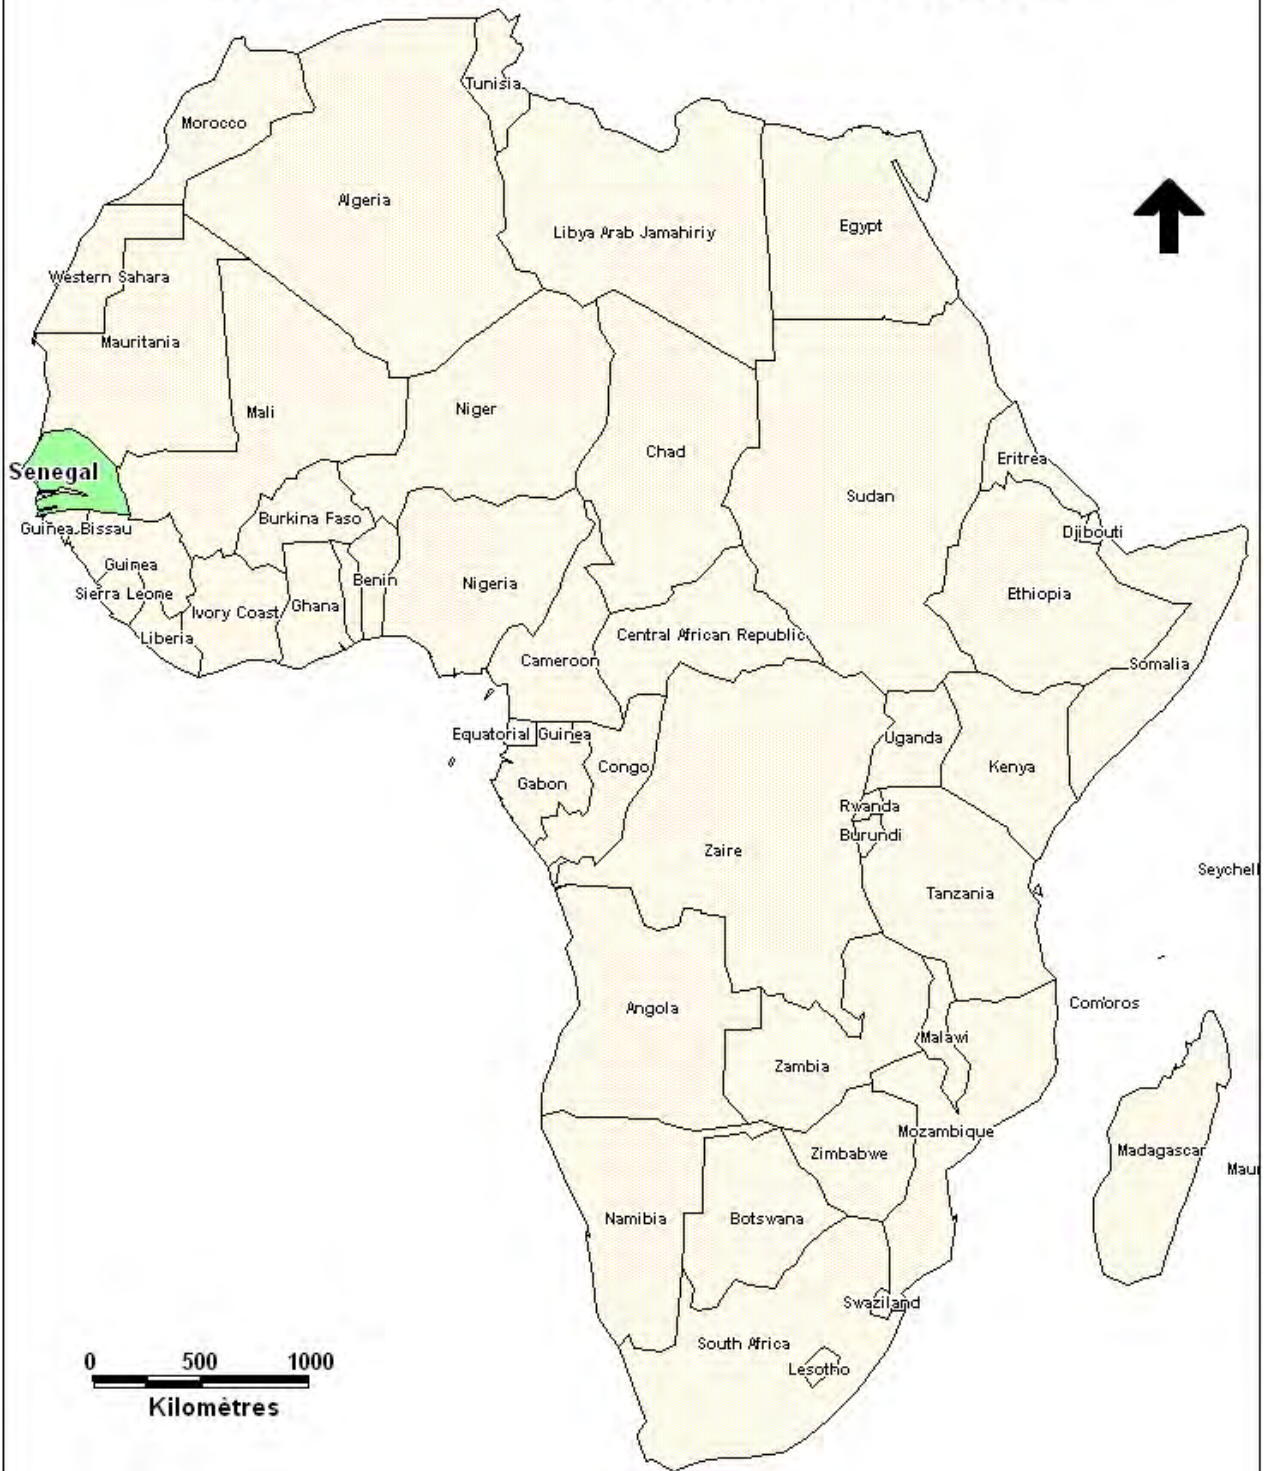 Tunisia
Morocco
Algeria
Libya Arab Jamahiriy
Egypt
Western Sahara
Mauritania
Mali
Niger
Chad
Sudan
Eritrea
Senegal
Guinea Bissau
Burkina Faso
Djibouti
Guinea
Sierra Leone
Benin
Nigeria
Ethiopia
Ivory Coast
Ghana
Liberia
Central African Republic
Cameroon
Somalia
Equatorial Guinea
Uganda
Congo
Kenya
Gabon
Rwanda
Burundi
Zaire
Seychell
Tanzania
Comoros
Angola
Malawi
Zambia
Mozambique
Zimbabwe
Madagascar
Maur
Namibia
Botswana
Swaziland
South Africa
Lesotho
0 500 1000
Kilomètres